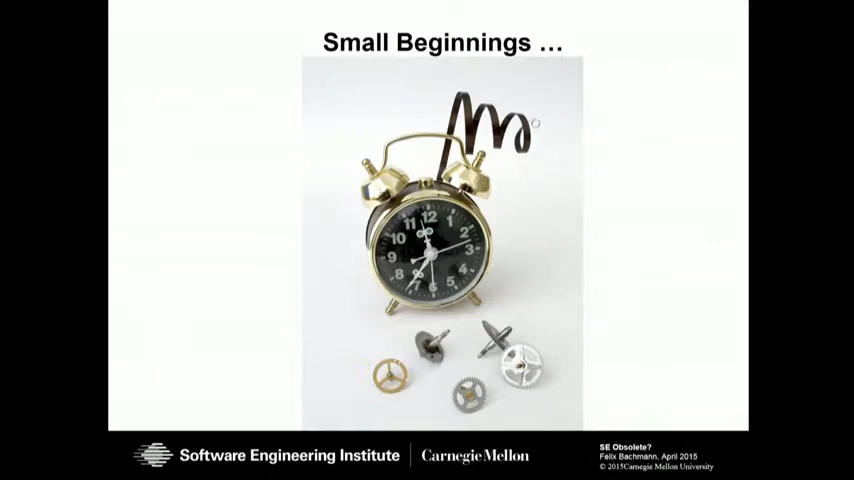 Small Beginnings ...
11 12 1
10 2
9 3
8 4
7 6 5
Software Engineering Institute
Carnegie Mellon
SE Obsolete?
Felix Bachmann, April 2015
© 2015Carnegie Mellon University